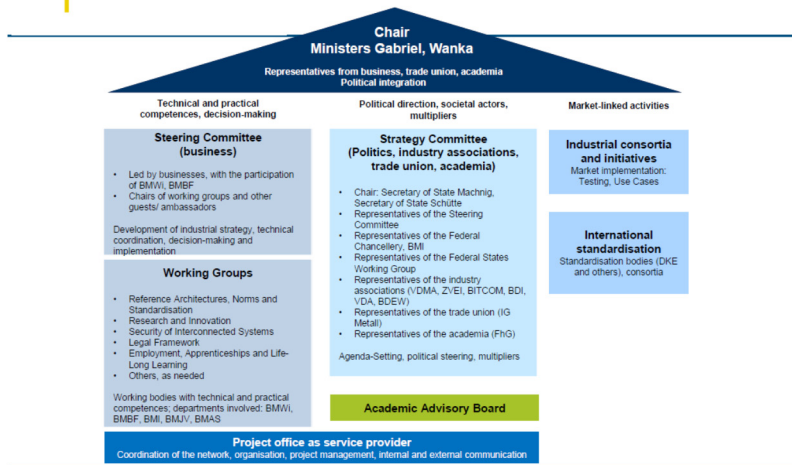 Chair
Ministers Gabriel, Wanka
Representatives from business, trade union, academia
Political integration
Technical and practical
competences, decision-making
Steering Committee
(business)
• Led by businesses, with the participation
of BMWi, BMBF
• Chairs of working groups and other
guests/ ambassadors
Development of industrial strategy, technical
coordination, decision-making and
implementation
Working Groups
• Reference Architectures, Norms and
Standardisation
• Research and Innovation
• Security of Interconnected Systems
• Legal Framework
• Employment, Apprenticeships and Life-
Long Learning
• Others, as needed
Working bodies with technical and practical
competences; departments involved: BMWi,
BMBF, BMI, BMJV, BMAS
Political direction, societal actors,
multipliers
Strategy Committee
(Politics, industry associations,
trade union, academia)
• Chair: Secretary of State Machnig,
Secretary of State Schütte
• Representatives of the Steering
Committee
• Representatives of the Federal
Chancellery, BMI
• Representatives of the Federal States
Working Group
• Representatives of the industry
associations (VDMA, ZVEI, BITCOM, BDI,
VDA, BDEW)
• Representatives of the trade union (IG
Metall)
• Representatives of the academia (FhG)
Agenda-Setting, political steering, multipliers
Academic Advisory Board
Market-linked activities
Industrial consortia
and initiatives
Market implementation:
Testing, Use Cases
International
standardisation
Standardisation bodies (DKE
and others), consortia
Project office as service provider
Coordination of the network, organisation, project management, internal and external communication